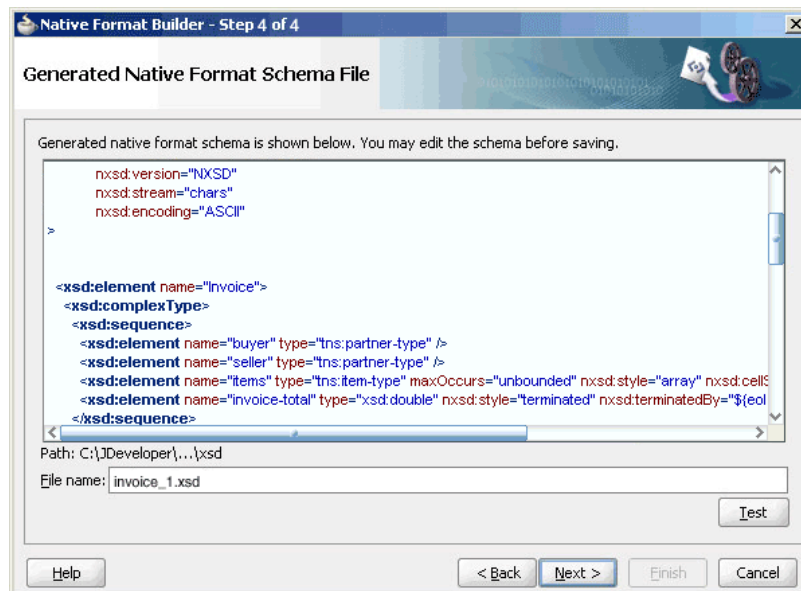 Native Format Builder - Step 4 of 4
Generated Native Format Schema File
Generated native format schema is shown below. You may edit the schema before saving.
nxsd:version="NXSD"
nxsd:stream="chars"
nxsd:encoding="ASCII"
>
<xsd:element name="Invoice">
<xsd:complexType>
<xsd:sequence>
<xsd:element name="buyer" type="tns:partner-type" />
<xsd:element name="seller" type="tns:partner-type" />
<xsd:element name="items" type="tns:item-type" maxOccurs="unbounded" nxsd:style="array" nxsd:cellS
<xsd:element name="invoice-total" type="xsd:double" nxsd:style="terminated" nxsd:terminatedBy="${eol
</xsd:sequence>
Path: C:\JDeveloper\...\xsd
File name: invoice_1.xsd
Test
Help < Back Next > Finish Cancel